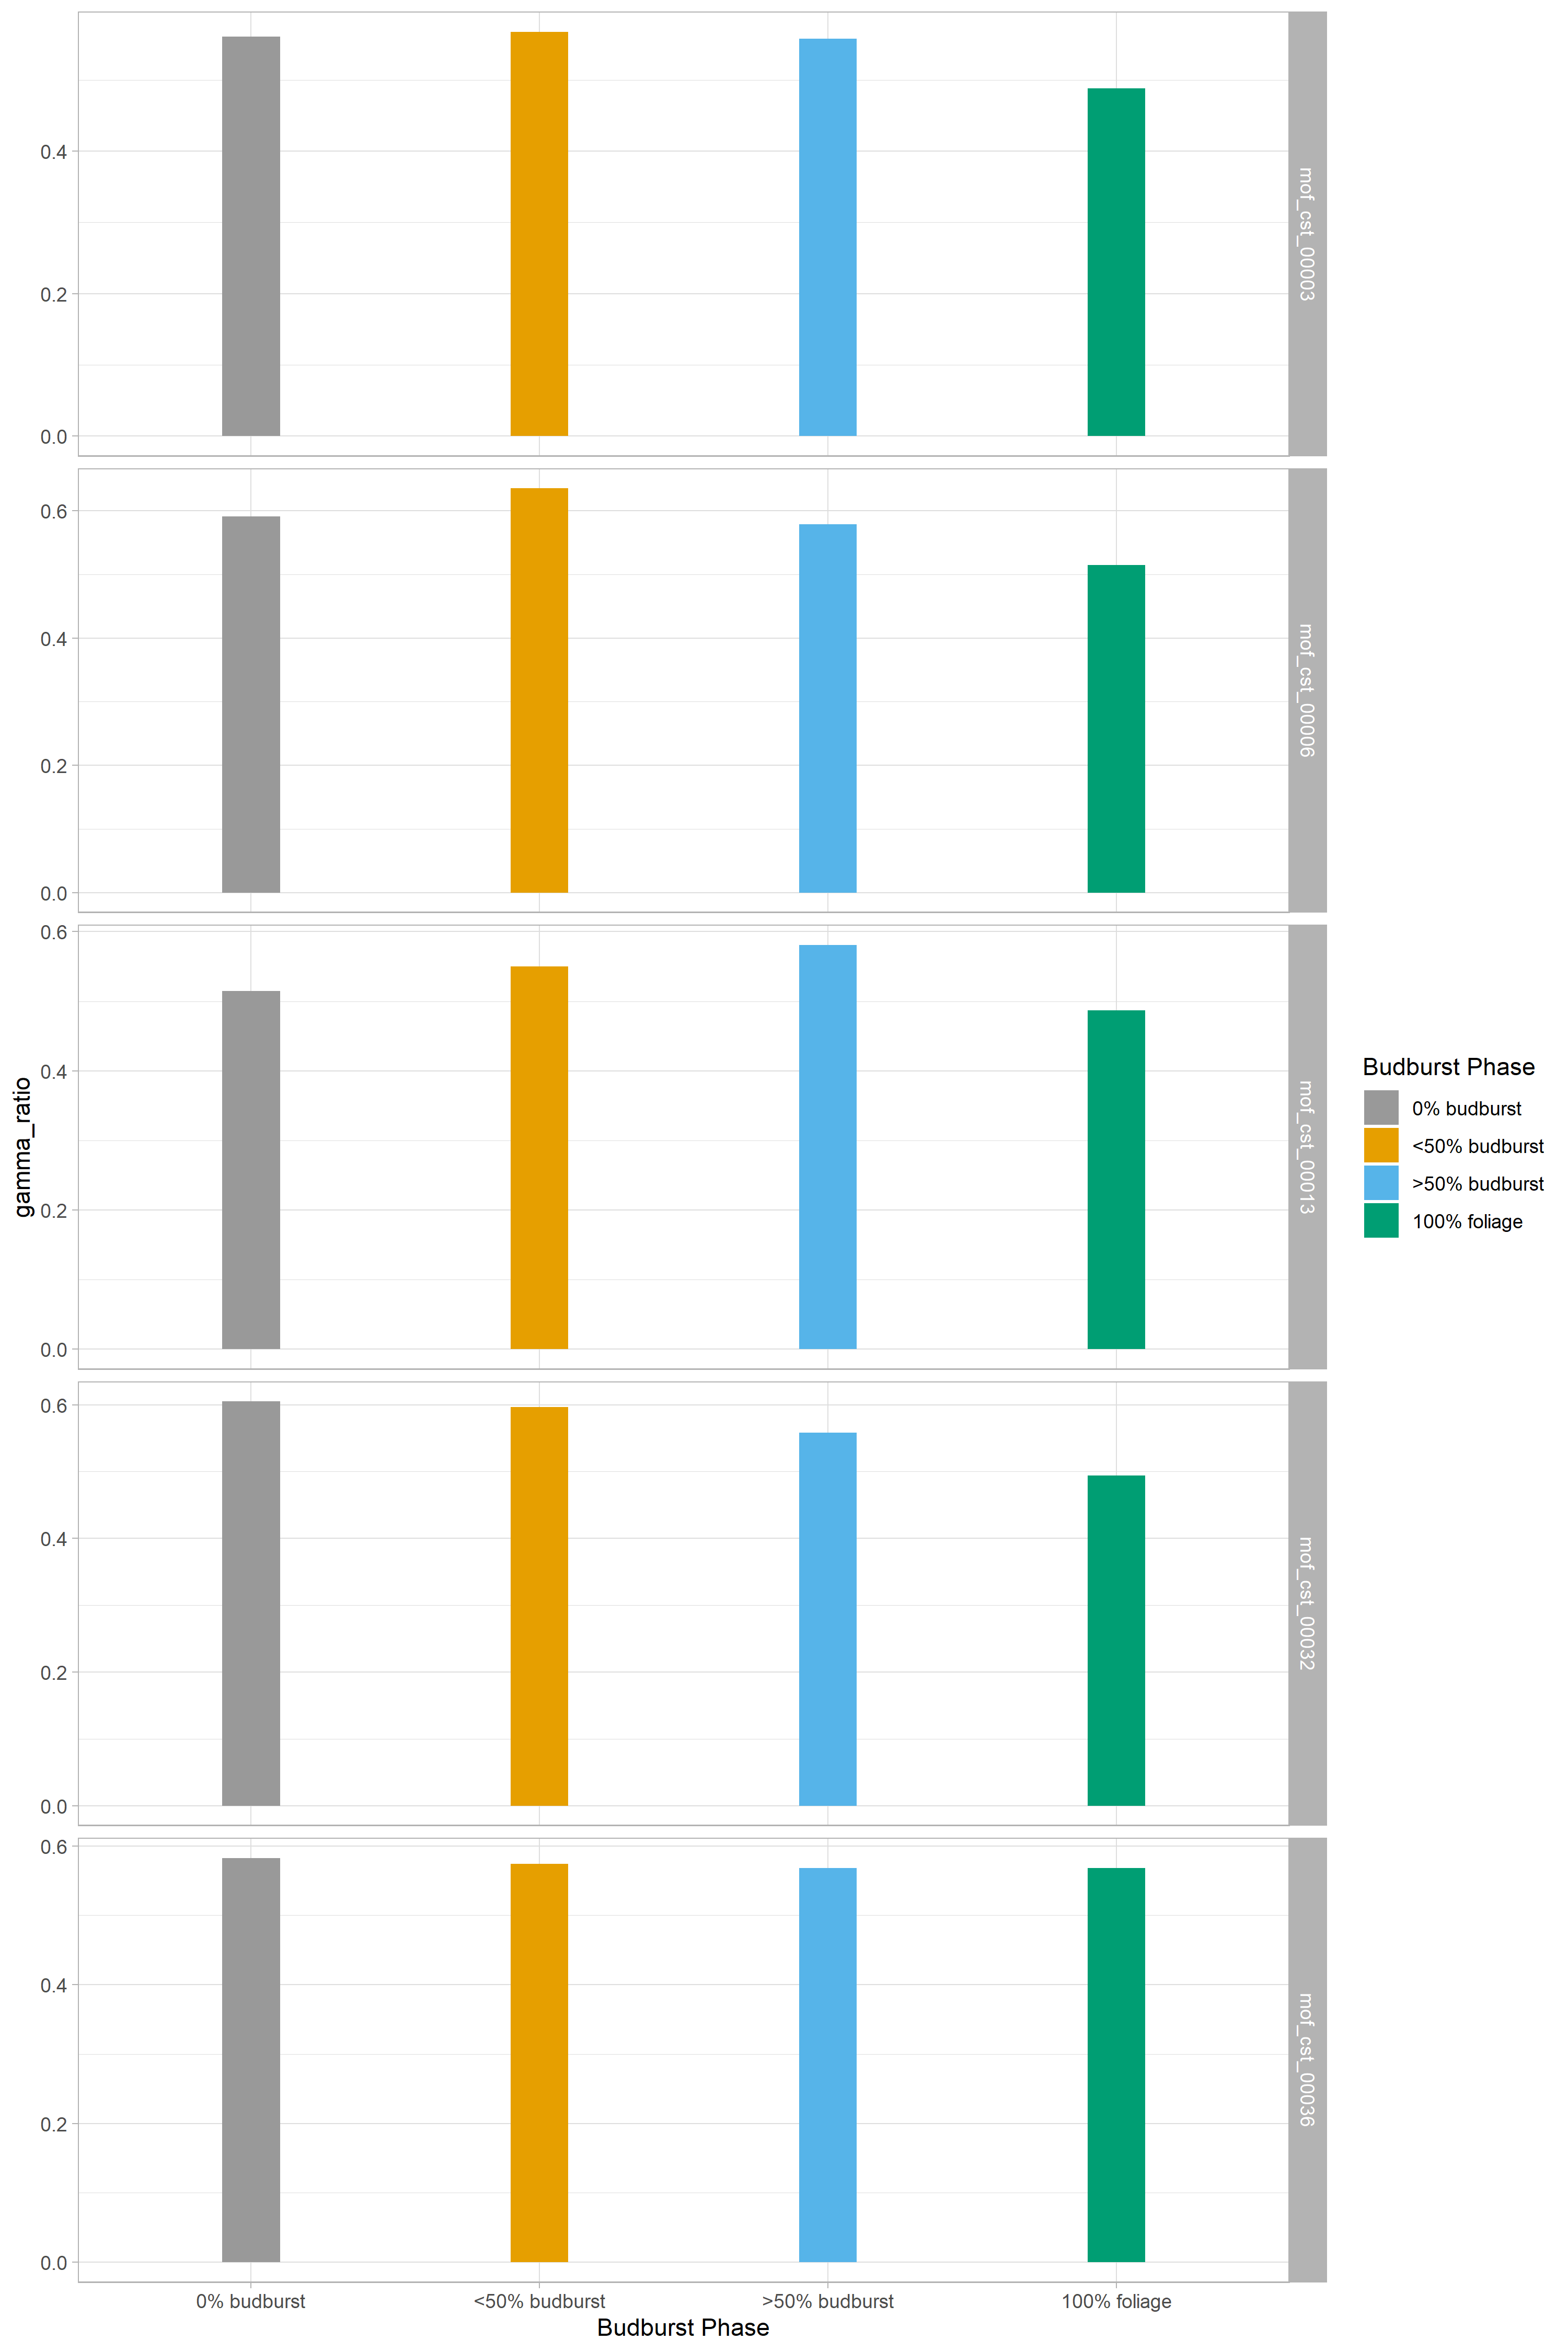 0.4
0.2
0.0
mof_cst_00003
0.6
0.4
0.2
0.0
mof_cst_00006
0.6
0.4
0.2
0.0
mof_cst_00013
0.6
0.4
0.2
0.0
mof_cst_00032
0.6
0.4
0.2
0.0
mof_cst_00036
gamma_ratio
0% budburst
<50% budburst
>50% budburst
100% foliage
Budburst Phase
Budburst Phase
0% budburst
<50% budburst
>50% budburst
100% foliage